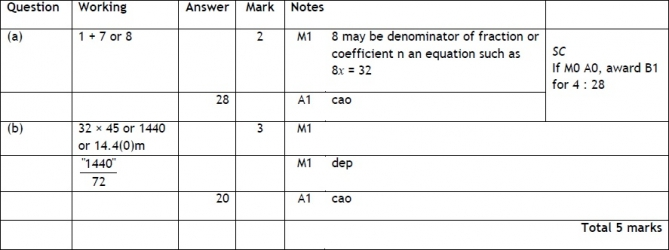 Question Working Answer Mark Notes
(a) 1 + 7 or 8 2 M1 8 may be denominator of fraction or
coefficient n an equation such as
8x = 32
SC
If M0 A0, award B1
for 4 : 28
28 A1 cao
(b) 32 × 45 or 1440 3 M1
or 14.4(0)m
"1440" M1 dep
72
20 A1 cao
Total 5 marks